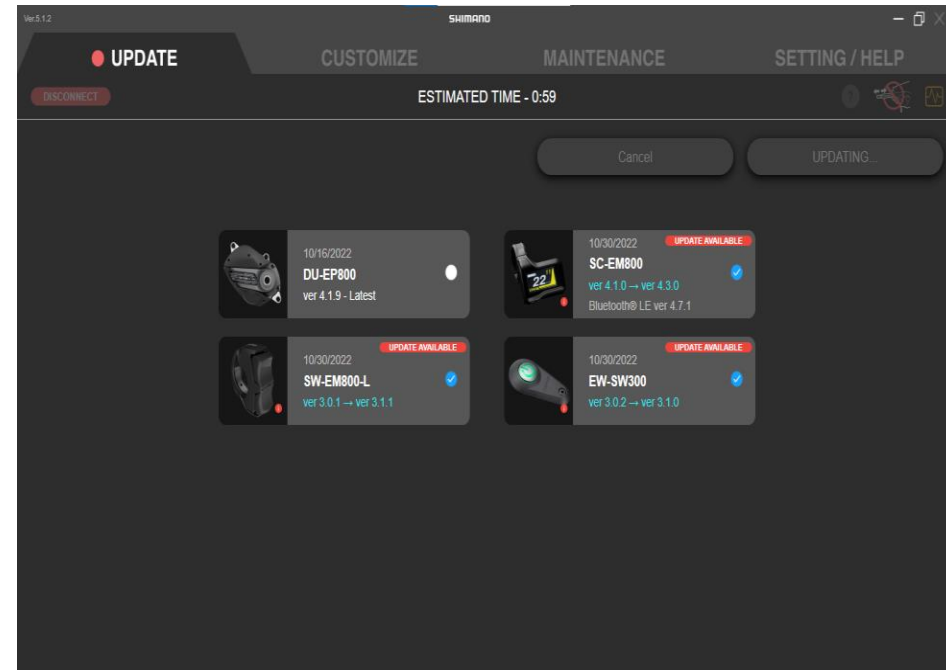 Ver.5.1.2
SHIMANO
UPDATE
CUSTOMIZE
MAINTENANCE
SETTING / HELP
DISCONNECT
ESTIMATED TIME - 0:59
Cancel
UPDATING...
10/16/2022
DU-EP800
ver 4.1.9 - Latest
10/30/2022
UPDATE AVAILABLE
SC-EM800
ver 4.1.0 → ver 4.3.0
Bluetooth® LE ver 4.7.1
22
UPDATE AVAILABLE
10/30/2022
SW-EM800-L
ver 3.0.1 → ver 3.1.1
UPDATE AVAILABLE
10/30/2022
EW-SW300
ver 3.0.2 → ver 3.1.0